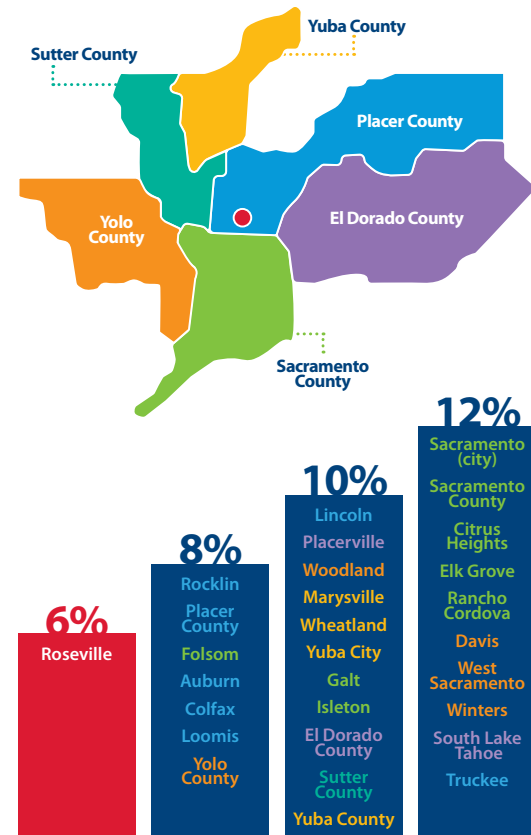 Yuba County
Sutter County
Placer County
El Dorado County
Yolo
County
Sacramento
County
6%
Roseville
8%
Rocklin
Placer
County
Folsom
Auburn
Colfax
Loomis
Yolo
County
10%
Lincoln
Placerville
Woodland
Marysville
Wheatland
Yuba City
Galt
Isleton
El Dorado
County
Sutter
County
Yuba County
12%
Sacramento
(city)
Sacramento
County
Citrus
Heights
Elk Grove
Rancho
Cordova
Davis
West
Sacramento
Winters
South Lake
Tahoe
Truckee